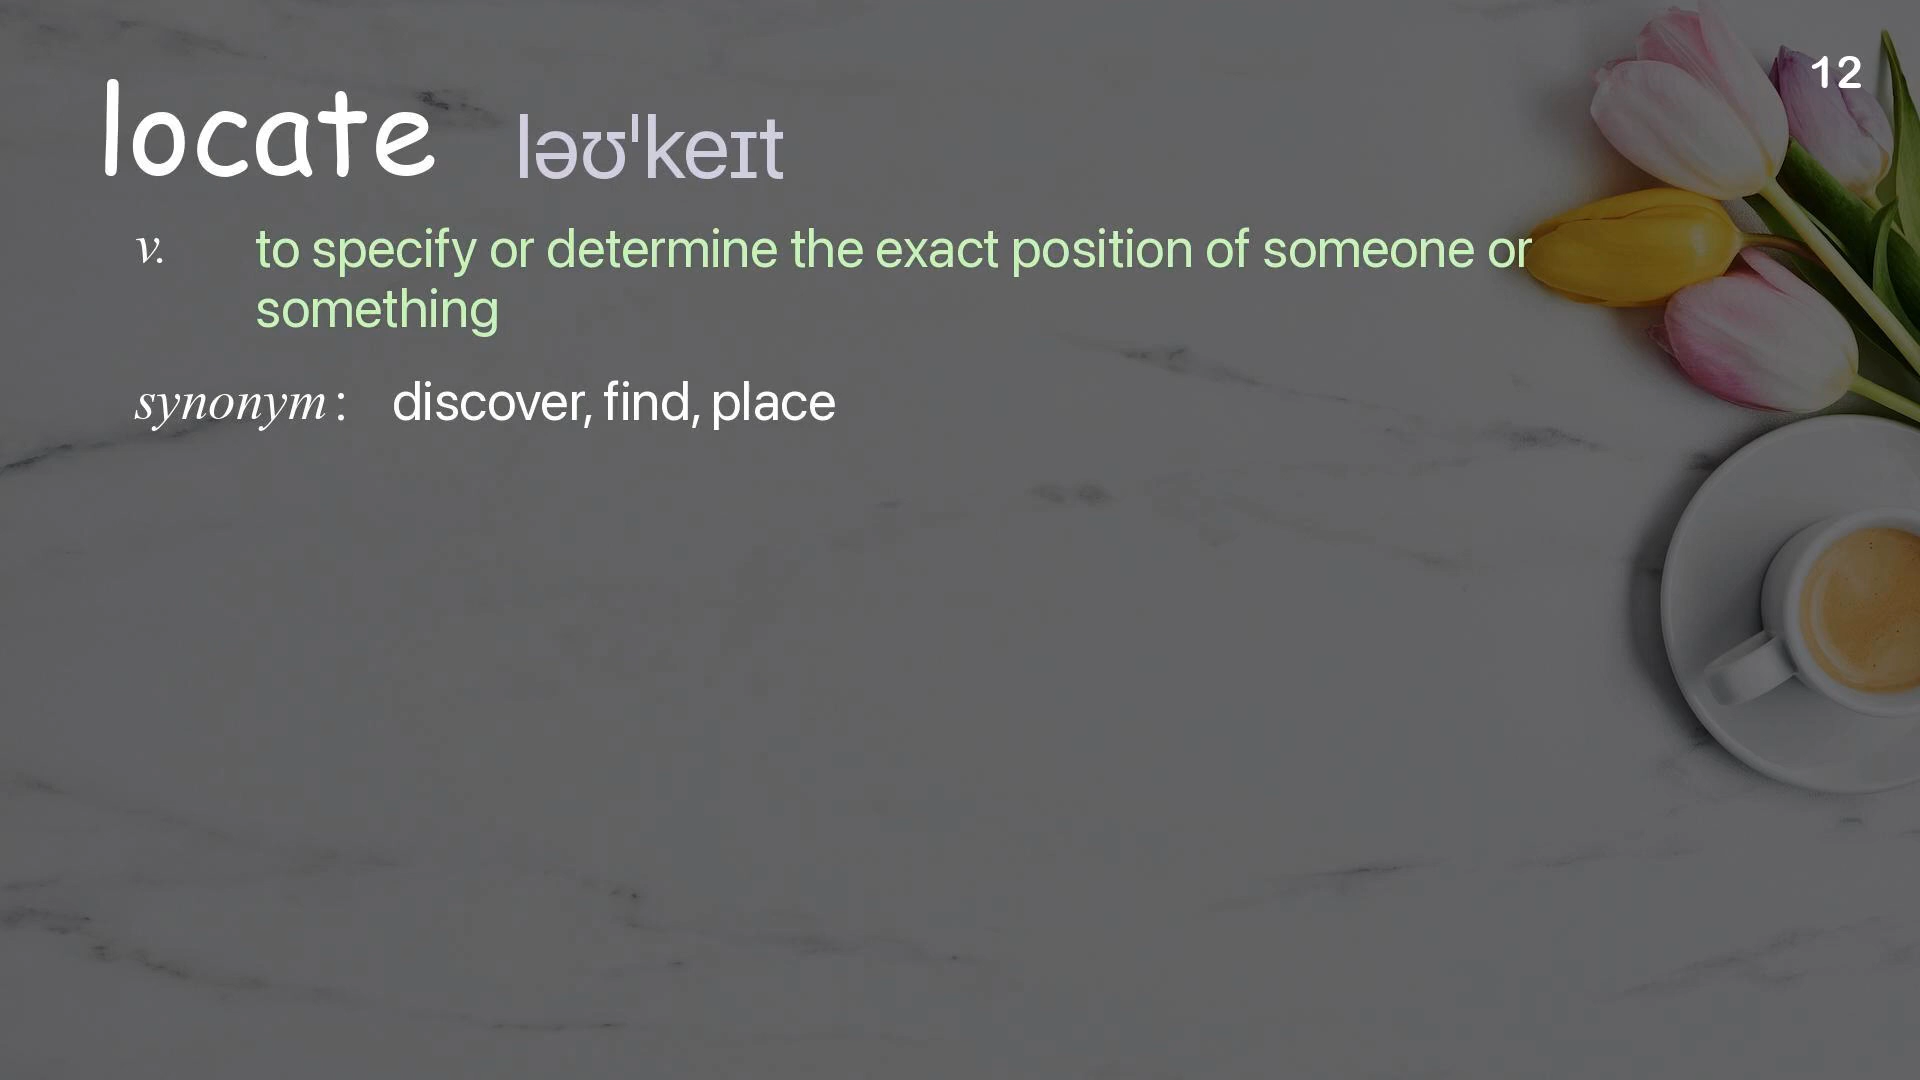 12
locate ləʊˈkeɪt
v. to specify or determine the exact position of someone or
something
synonym : discover, find, place